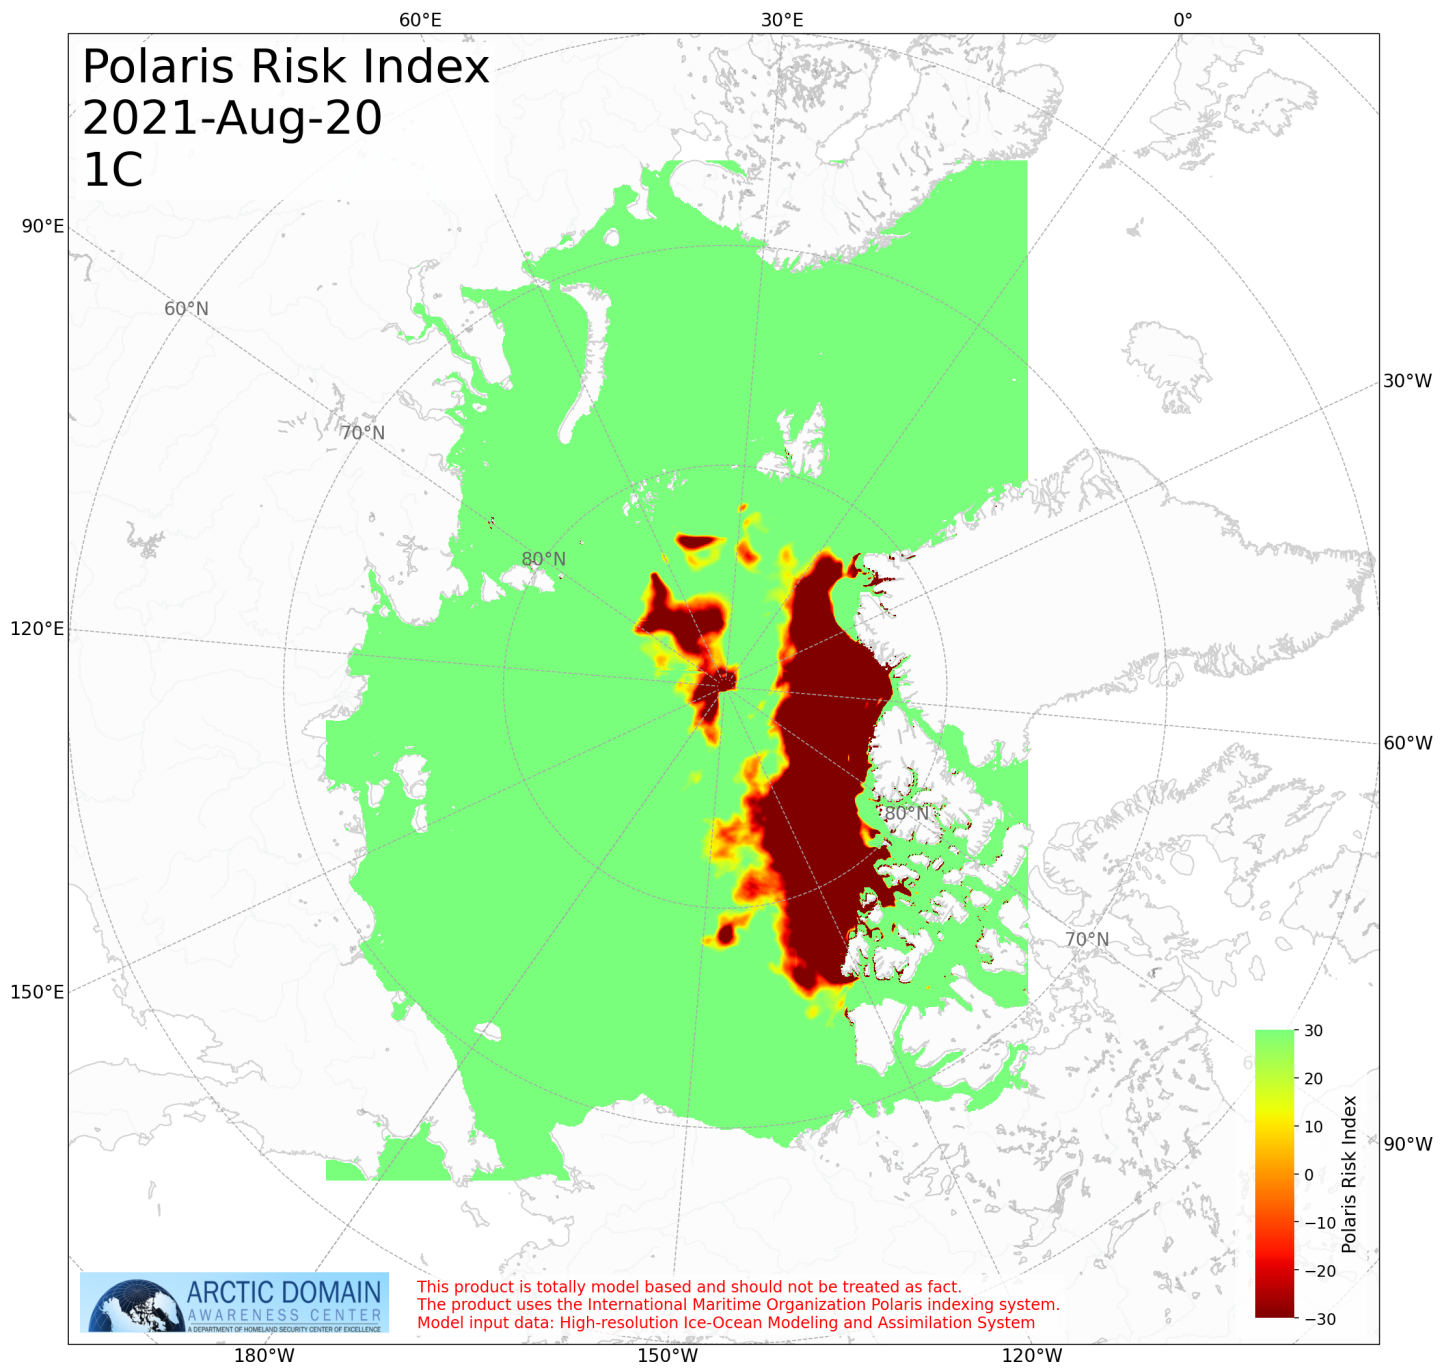 60°E 30°E 0°
Polaris Risk Index
2021-Aug-20
1C
90°E
60°N
30°W
70°N
80°N
120°E
60°W
80°N
70°N
150°E
30
20
10
0
−10
−20
−30
Polaris Risk Index
90°W
ARCTIC DOMAIN
AWARENESS CENTER
A DEPARTMENT OF HOMELAND SECURITY CENTER OF EXCELLENCE
This product is totally model based and should not be treated as fact.
The product uses the International Maritime Organization Polaris indexing system.
Model input data: High-resolution Ice-Ocean Modeling and Assimilation System
180°W 150°W 120°W